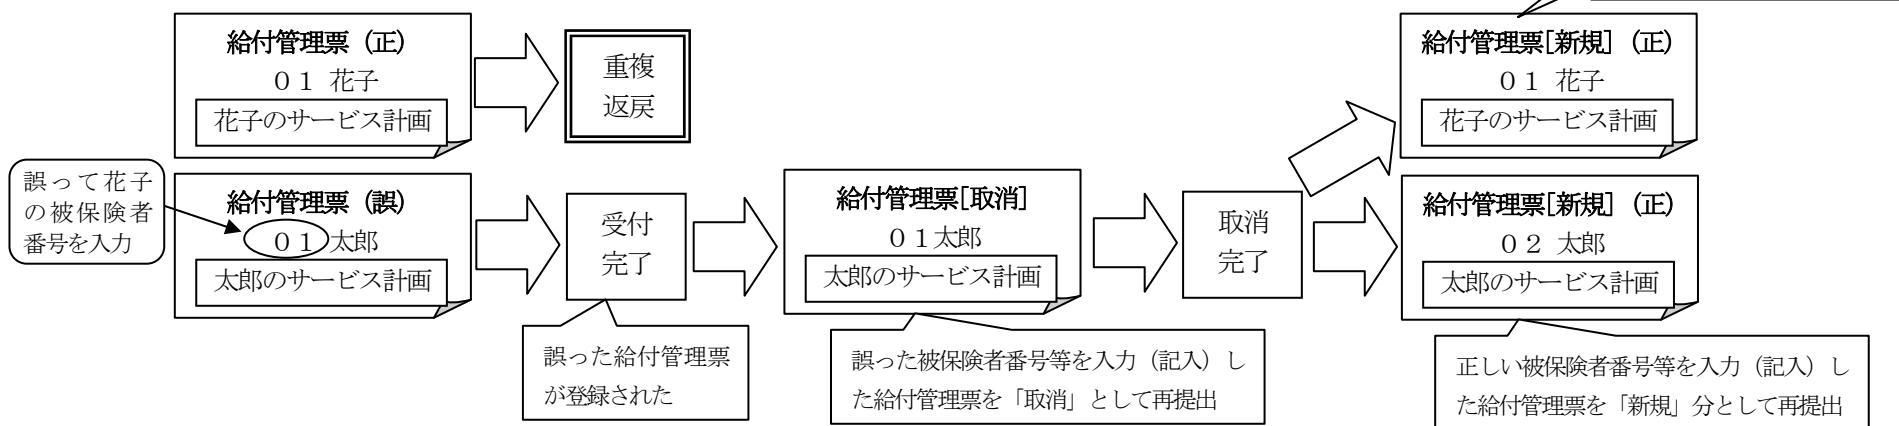 給付管理票（正）
０１ 花子
花子のサービス計画
重複
返戻
誤って花子
の被保険者
番号を入力
給付管理票（誤）
０１ 太郎
太郎のサービス計画
受付
完了
誤った給付管理票
が登録された
給付管理票[取消]
０１太郎
太郎のサービス計画
誤った被保険者番号等を入力（記入）し
た給付管理票を「取消」として再提出
取消
完了
給付管理票[新規]（正）
０１ 花子
花子のサービス計画
給付管理票[新規]（正）
０２ 太郎
太郎のサービス計画
正しい被保険者番号等を入力（記入）し
た給付管理票を「新規」分として再提出